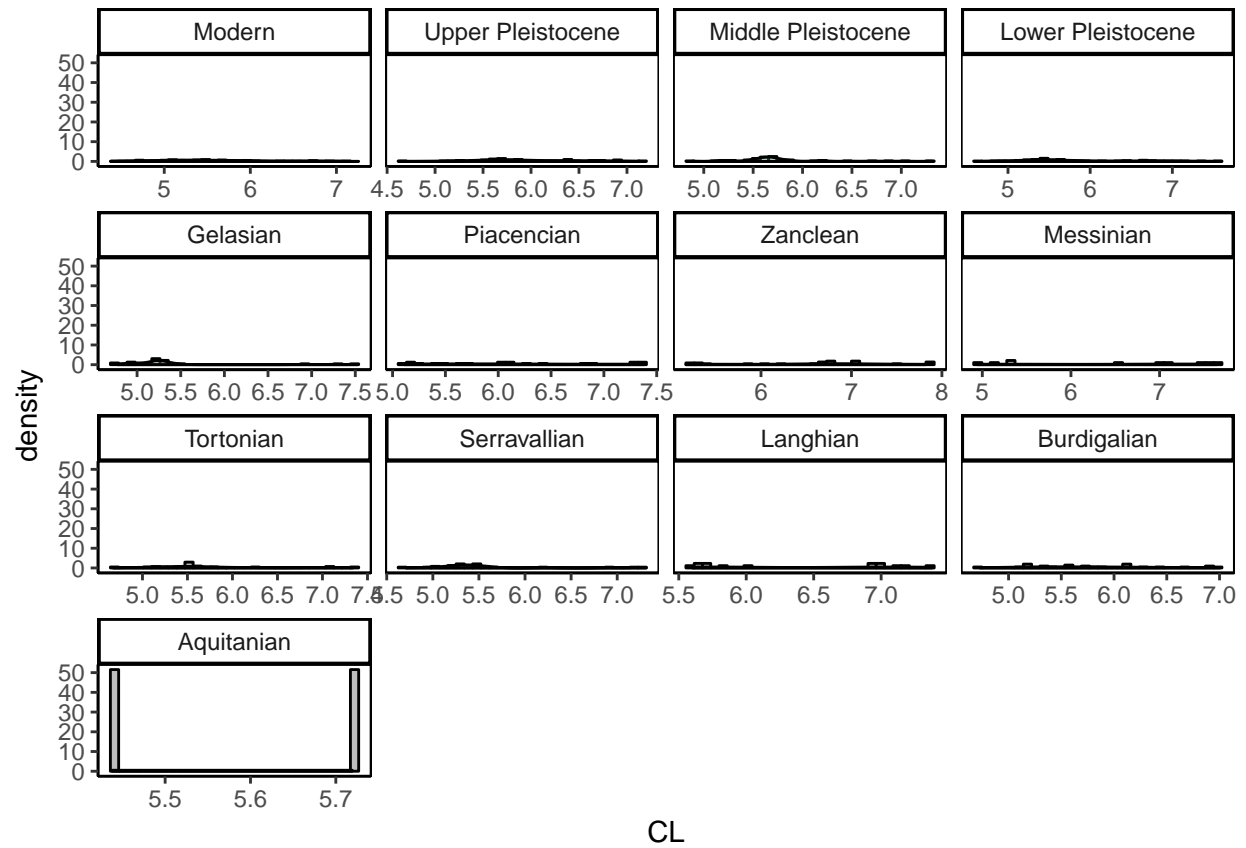 Modern Upper Pleistocene Middle Pleistocene Lower Pleistocene
50
40
30
20
10
0
5 6 7 4.5 5.0 5.5 6.0 6.5 7.0 5.0 5.5 6.0 6.5 7.0 5 6 7
Gelasian Piacencian Zanclean Messinian
50
40
30
20
10
0
5.0 5.5 6.0 6.5 7.0 7.5 5.0 5.5 6.0 6.5 7.0 7.5 6 7 8 5 6 7
density
Tortonian Serravallian Langhian Burdigalian
50
40
30
20
10
0
5.0 5.5 6.0 6.5 7.0 7.5 4.5 5.0 5.5 6.0 6.5 7.0 5.5 6.0 6.5 7.0 5.0 5.5 6.0 6.5 7.0
Aquitanian
50
40
30
20
10
0
5.5 5.6 5.7
CL